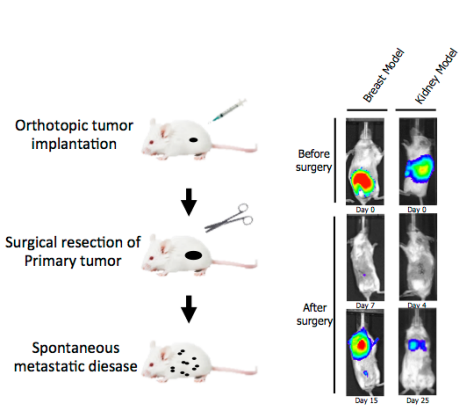 Breast Model
Kidney Model
Orthotopic tumor
implantation
Before
surgery
Day 0
Day 0
Surgical resection of
Primary tumor
After
surgery
Day 7
Day 4
Spontaneous
metastatic diesase
Day 15
Day 25